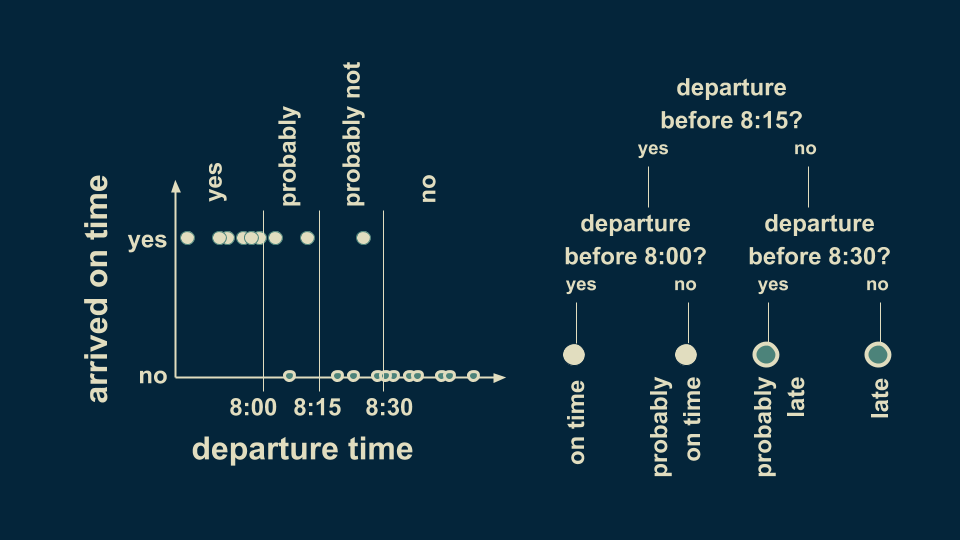 arrived on time
yes
no
yes
probably
probably not
no
8:00 8:15 8:30
departure time
departure
before 8:15?
yes
no
departure
before 8:00?
yes
no
departure
before 8:30?
yes
no
on time
probably
on time
probably
late
late